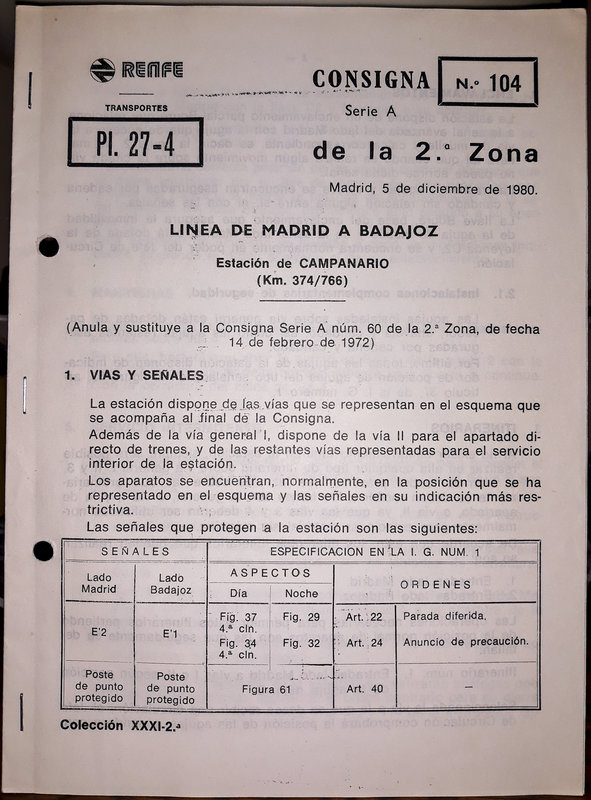 RENFE
TRANSPORTES
Pl. 27-4
CONSIGNA
N.º 104
Serie A
de la 2.ª Zona
Madrid, 5 de diciembre de 1980.
LINEA DE MADRID A BADAJOZ
Estación de CAMPANARIO
(Km. 374/766)
(Anula y sustituye a la Consigna Serie A núm. 60 de la 2.ª Zona, de fecha
14 de febrero de 1972)
1. VIAS Y SEÑALES
La estación dispone de las vías que se representan en el esquema que
se acompaña al final de la Consigna.
Además de la vía general I, dispone de la vía II para el apartado di-
recto de trenes, y de las restantes vías representadas para el servicio
interior de la estación.
Los aparatos se encuentran, normalmente, en la posición que se ha
representado en el esquema y las señales en su indicación más res-
trictiva.
Las señales que protegen a la estación son las siguientes:
SEÑALES
ESPECIFICACION EN LA I. G. NUM. 1
Lado
Madrid
Lado
Badajoz
ASPECTOS
Día
Noche
ORDENES
E'2
E'1
Fig. 37
4.ª cln.
Fig. 29
Art. 22
Parada diferida.
Fig. 34
4.ª cln.
Fig. 32
Art. 24
Anuncio de precaución.
Poste
de punto
protegido
Poste
de punto
protegido
Figura 61
Art. 40
—
Colección XXXI-2.ª